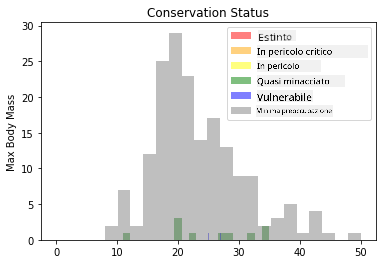 Conservation Status
30
25
20
15
10
5
0
Max Body Mass
Estinto
In pericolo critico
In pericolo
Quasi minacciato
Vulnerabile
Minima preoccupazione
0 10 20 30 40 50